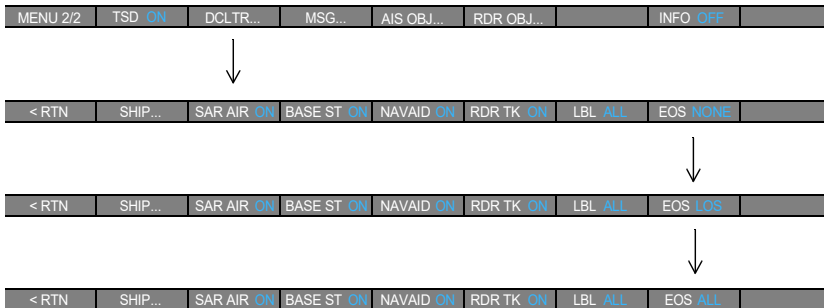 MENU 2/2 TSD ON DCLTR... MSG... AIS OBJ... RDR OBJ... INFO OFF
< RTN SHIP... SAR AIR ON BASE ST ON NAVAID ON RDR TK ON LBL ALL EOS NONE
< RTN SHIP... SAR AIR ON BASE ST ON NAVAID ON RDR TK ON LBL ALL EOS LOS
< RTN SHIP... SAR AIR ON BASE ST ON NAVAID ON RDR TK ON LBL ALL EOS ALL